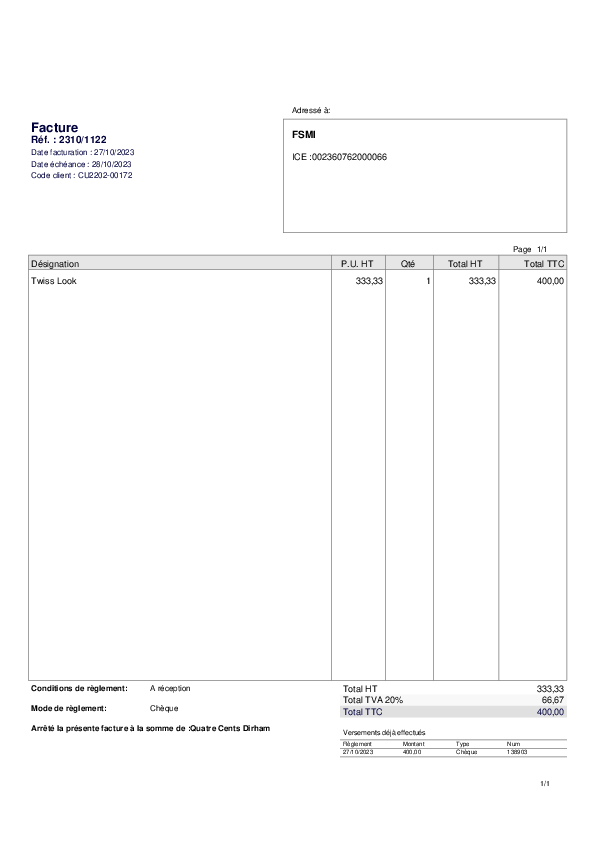 Adressé à:
Facture
Réf. : 2310/1122
Date facturation : 27/10/2023
Date échéance : 28/10/2023
Code client : CU2202-00172
FSMI
ICE :002360762000066
Page 1/1
Désignation P.U. HT Qté Total HT Total TTC
Twiss Look 333,33 1 333,33 400,00
Conditions de règlement: A réception
Mode de règlement: Chèque
Arrêté la présente facture à la somme de :Quatre Cents Dirham
Total HT 333,33
Total TVA 20% 66,67
Total TTC 400,00
Versements déjà effectués
Règlement Montant Type Num
27/10/2023 400,00 Chèque 138903
1/1